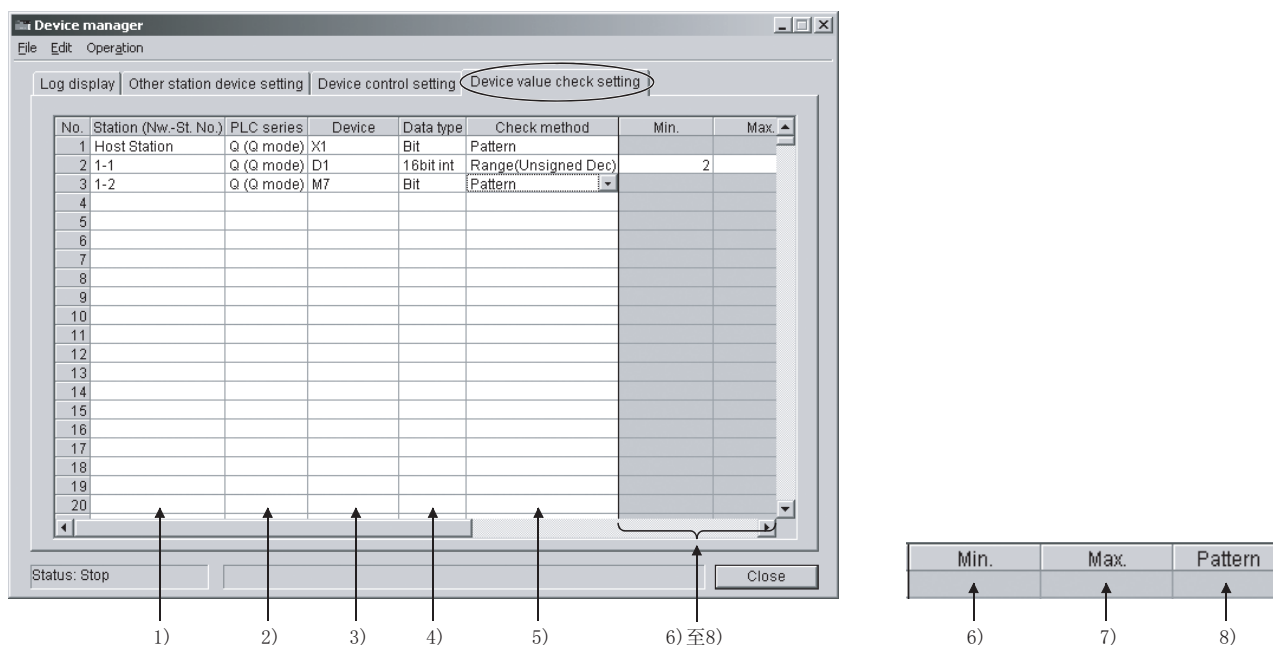 Device manager
File Edit Operation
Log display Other station device setting Device control setting Device value check setting
No. Station (Nw.-St. No.) PLC series Device Data type Check method Min. Max.
1 Host Station Q (Q mode) X1 Bit Pattern
2 1-1 Q (Q mode) D1 16bit int Range(Unsigned Dec) 2
3 1-2 Q (Q mode) M7 Bit Pattern
4
5
6
7
8
9
10
11
12
13
14
15
16
17
18
19
20
Status: Stop Close
Min. Max. Pattern
1) 2) 3) 4) 5) 6)至8) 6) 7) 8)